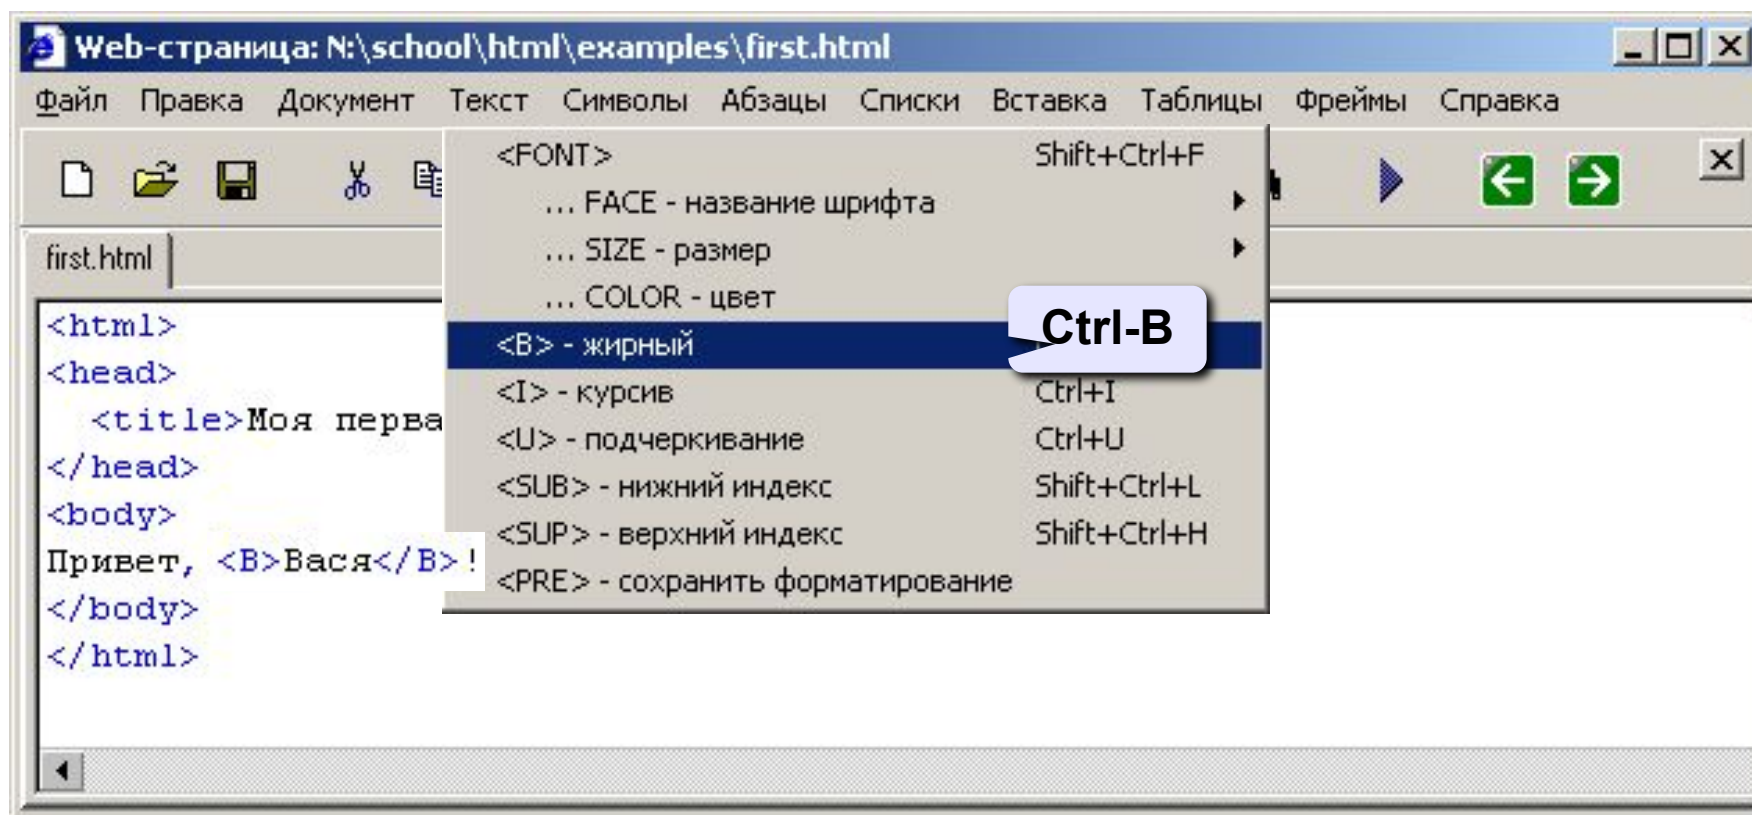 Web-страница: N:\school\html\examples\first.html
Файл Правка Документ Текст Символы Абзацы Списки Вставка Таблицы Фреймы Справка
first.html
<FONT> Shift+Ctrl+F
... FACE - название шрифта
... SIZE - размер
... COLOR - цвет
<B> - жирный
Ctrl-B
<I> - курсив Ctrl+I
<U> - подчеркивание Ctrl+U
<SUB> - нижний индекс Shift+Ctrl+L
<SUP> - верхний индекс Shift+Ctrl+H
<PRE> - сохранить форматирование
<html>
<head>
<title>Моя перва
</head>
<body>
Привет, <B>Вася</B>!
</body>
</html>